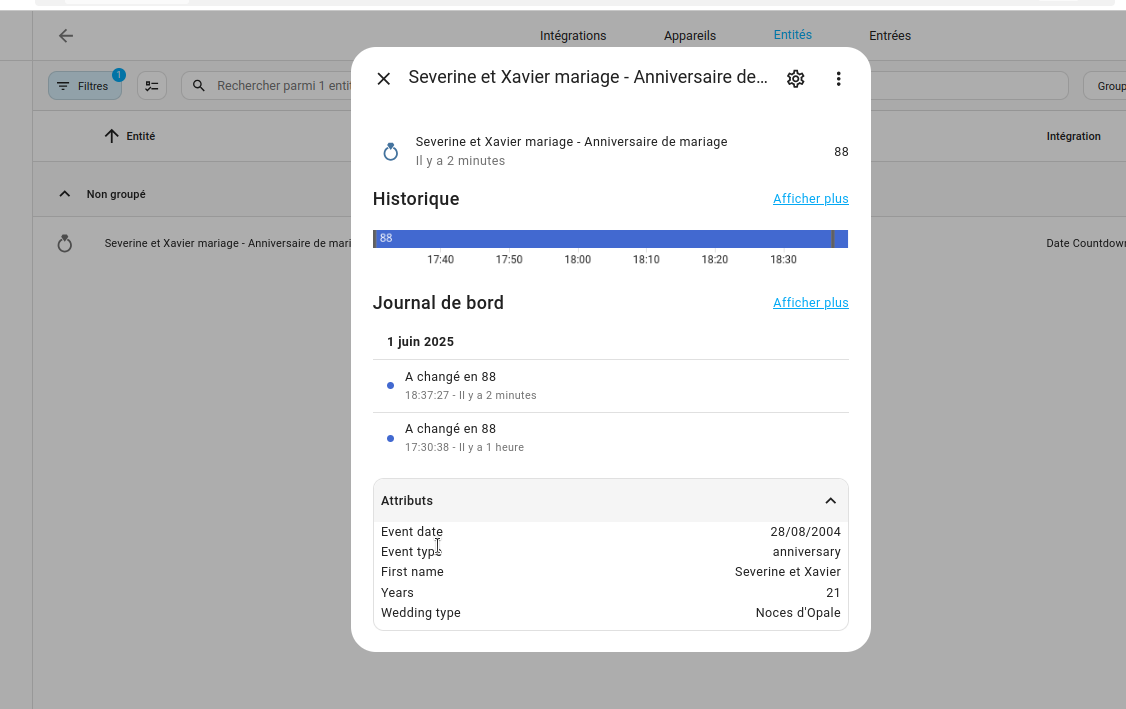 Intégrations Appareils Entités Entrées
Filtres 1 Rechercher parmi 1 Group
Entité Intégration
Non groupé
Severine et Xavier mariage - Anniversaire de Date Countdown
Severine et Xavier mariage - Anniversaire de...
Severine et Xavier mariage - Anniversaire de mariage
88
Il y a 2 minutes
Historique Afficher plus
88
17:40 17:50 18:00 18:10 18:20 18:30
Journal de bord Afficher plus
1 juin 2025
A changé en 88
18:37:27 - Il y a 2 minutes
A changé en 88
17:30:38 - Il y a 1 heure
Attributs
Event date 28/08/2004
Event type anniversary
First name Severine et Xavier
Years 21
Wedding type Noces d'Opale